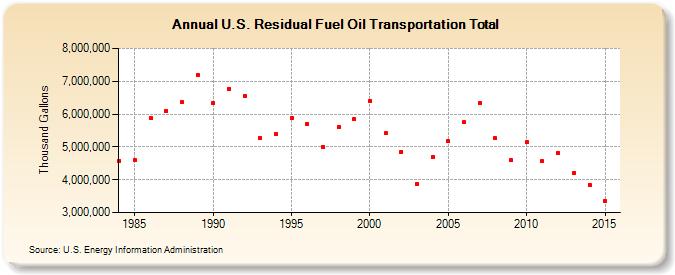 Annual U.S. Residual Fuel Oil Transportation Total
Thousand Gallons
8,000,000
7,000,000
6,000,000
5,000,000
4,000,000
3,000,000
1985 1990 1995 2000 2005 2010 2015
Source: U.S. Energy Information Administration